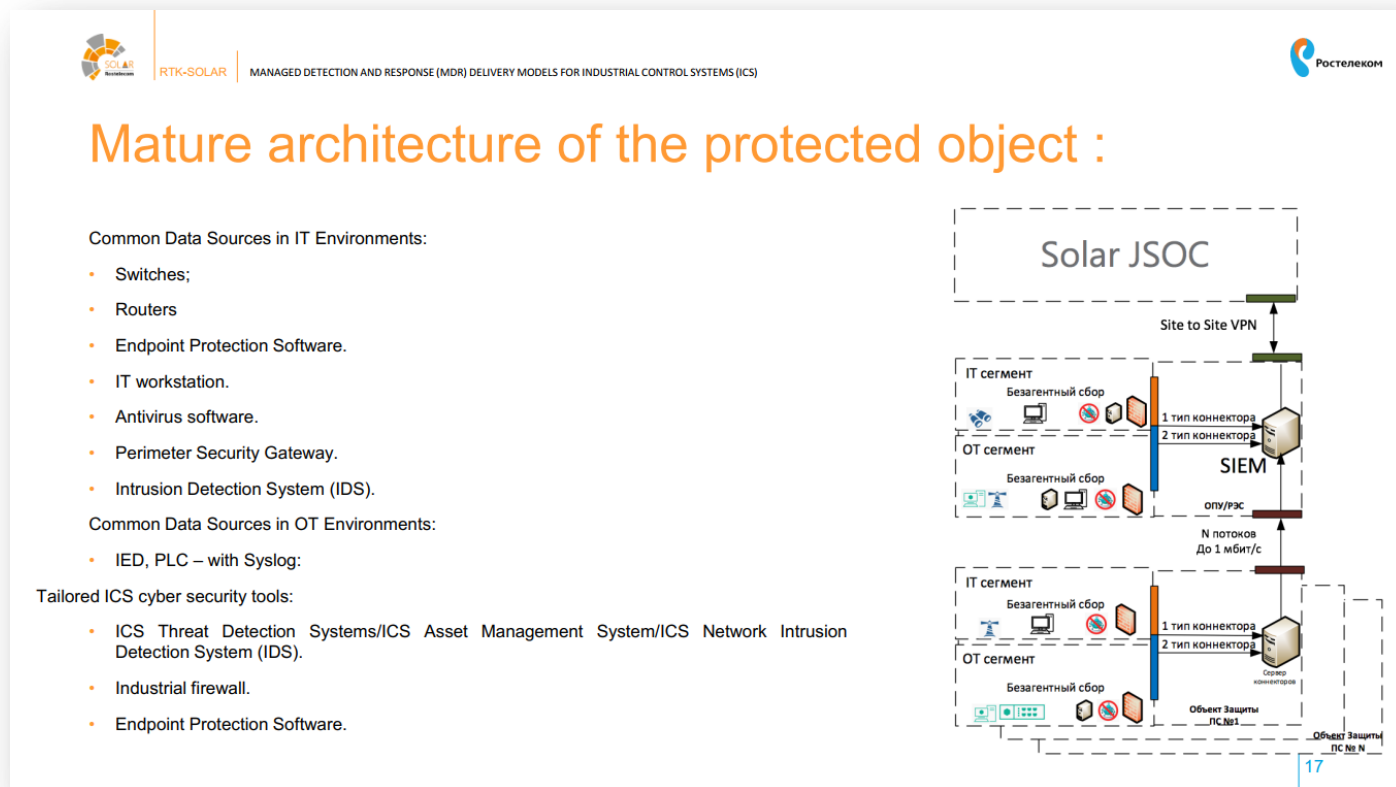 SOLAR
Ростелеком
RTK-SOLAR
MANAGED DETECTION AND RESPONSE (MDR) DELIVERY MODELS FOR INDUSTRIAL CONTROL SYSTEMS (ICS)
Ростелеком
Mature architecture of the protected object :
Common Data Sources in IT Environments:
• Switches;
• Routers
• Endpoint Protection Software.
• IT workstation.
• Antivirus software.
• Perimeter Security Gateway.
• Intrusion Detection System (IDS).
Common Data Sources in OT Environments:
• IED, PLC – with Syslog:
Tailored ICS cyber security tools:
• ICS Threat Detection Systems/ICS Asset Management System/ICS Network Intrusion
Detection System (IDS).
• Industrial firewall.
• Endpoint Protection Software.
Solar JSOC
Site to Site VPN
IT сегмент
Безагентный сбор
1 тип коннектора
2 тип коннектора
ОТ сегмент
SIEM
Безагентный сбор
ОПУ/РЭС
N потоков
До 1 мбит/с
IT сегмент
Безагентный сбор
1 тип коннектора
2 тип коннектора
ОТ сегмент
Сервер
коннекторов
Безагентный сбор
Объект Защиты
ПС №1
Объект Защиты
ПС № N
17